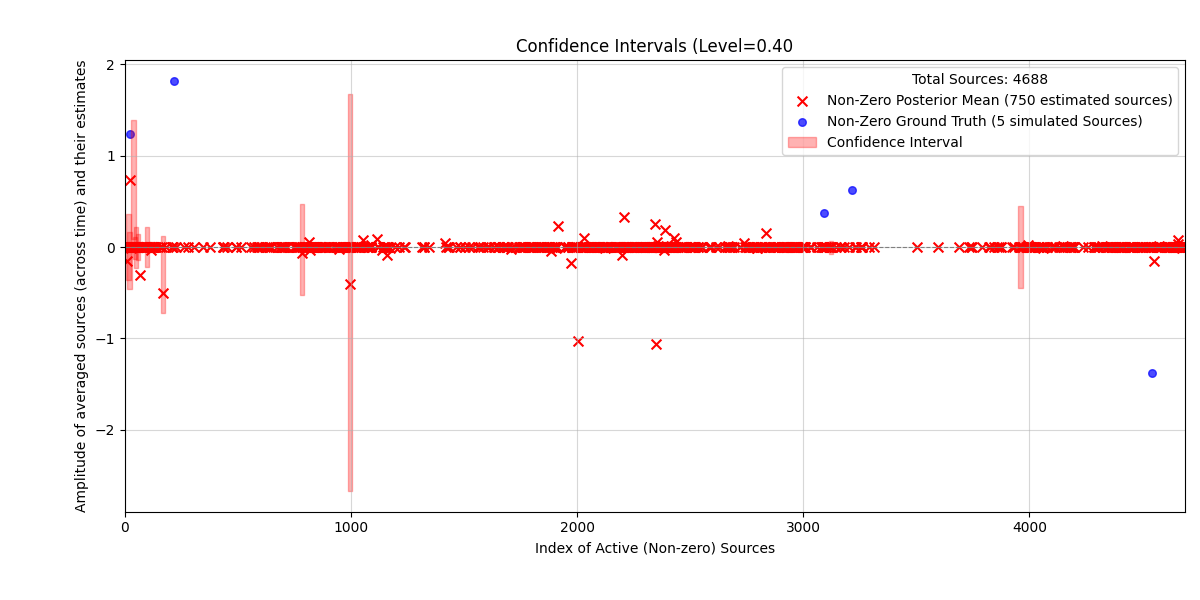 Confidence Intervals (Level=0.40
Amplitude of averaged sources (across time) and their estimates
2
1
0
−1
−2
Total Sources: 4688
Non-Zero Posterior Mean (750 estimated sources)
Non-Zero Ground Truth (5 simulated Sources)
Confidence Interval
0
1000
2000
3000
4000
Index of Active (Non-zero) Sources